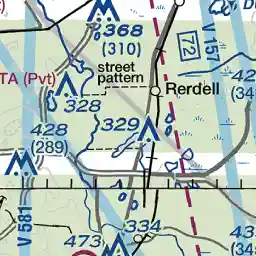 368
(310)
street
pattern
TA (Pvt)
328
Rerdell
72
V 157
42
(34
329
428
(289)
V 581
334
473
43
(34